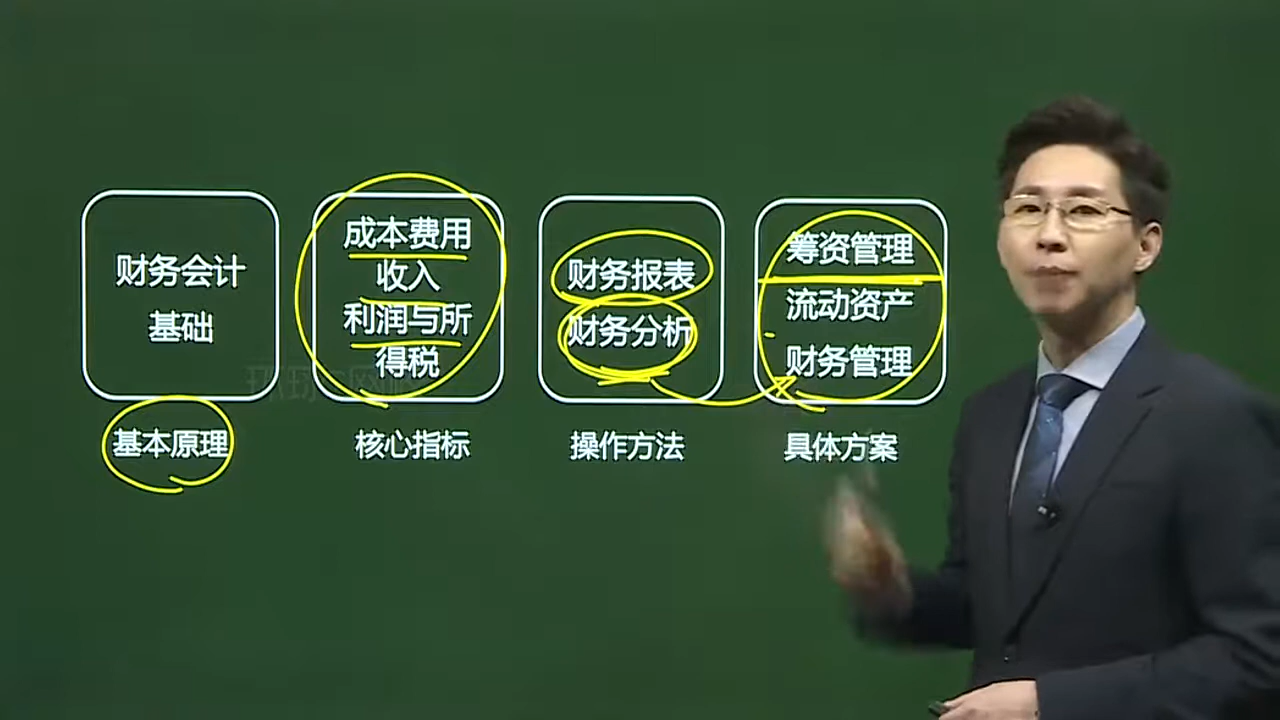 财务会计
基础
基本原理
成本费用
收入
利润与所
得税
核心指标
财务报表
财务分析
操作方法
筹资管理
流动资产
财务管理
具体方案